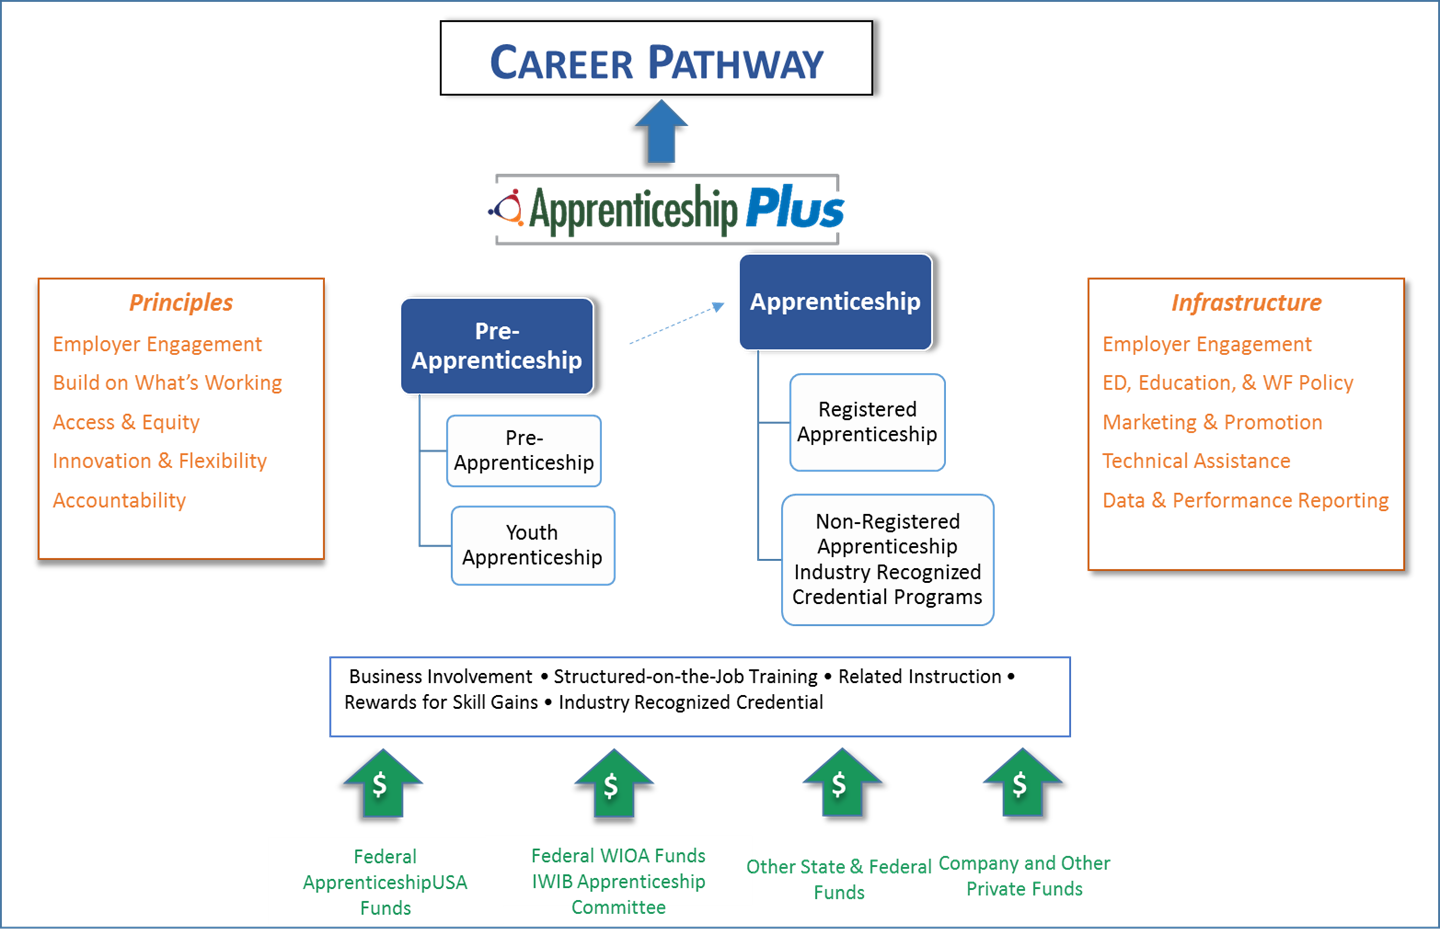 CAREER PATHWAY
Apprenticeship Plus
Principles
Employer Engagement
Build on What's Working
Access & Equity
Innovation & Flexibility
Accountability
Pre-
Apprenticeship
Pre-
Apprenticeship
Youth
Apprenticeship
Apprenticeship
Registered
Apprenticeship
Non-Registered
Apprenticeship
Industry Recognized
Credential Programs
Infrastructure
Employer Engagement
ED, Education, & WF Policy
Marketing & Promotion
Technical Assistance
Data & Performance Reporting
Business Involvement • Structured-on-the-Job Training • Related Instruction •
Rewards for Skill Gains • Industry Recognized Credential
$
$
$
$
Federal
ApprenticeshipUSA
Funds
Federal WIOA Funds
IWIB Apprenticeship
Committee
Other State & Federal
Funds
Company and Other
Private Funds